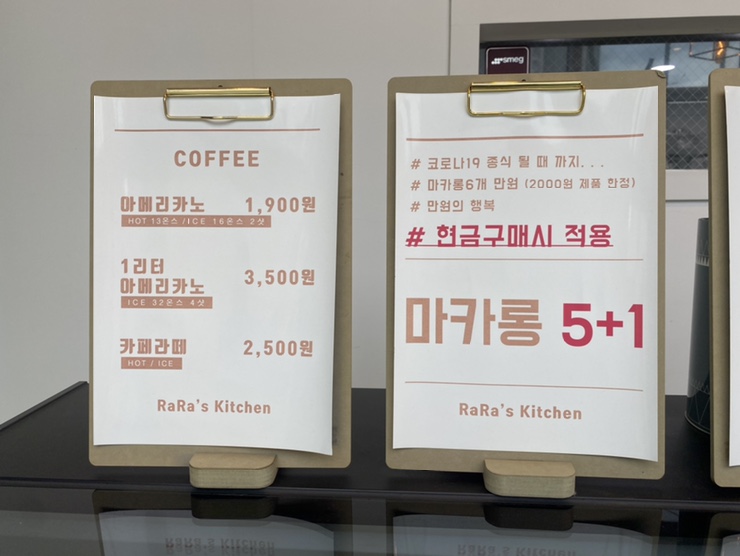 smeg
COFFEE
아메리카노 1,900원
HOT 13온스 / ICE 16온스 2샷
1리터
아메리카노 3,500원
ICE 32온스 4샷
카페라떼 2,500원
HOT / ICE
RaRa's Kitchen
# 코로나19 종식 될 때 까지...
# 마카롱6개 만원 (2000원 제품 한정)
# 만원의 행복
# 현금구매시 적용
마카롱 5+1
RaRa's Kitchen
RaRa's Kitchen